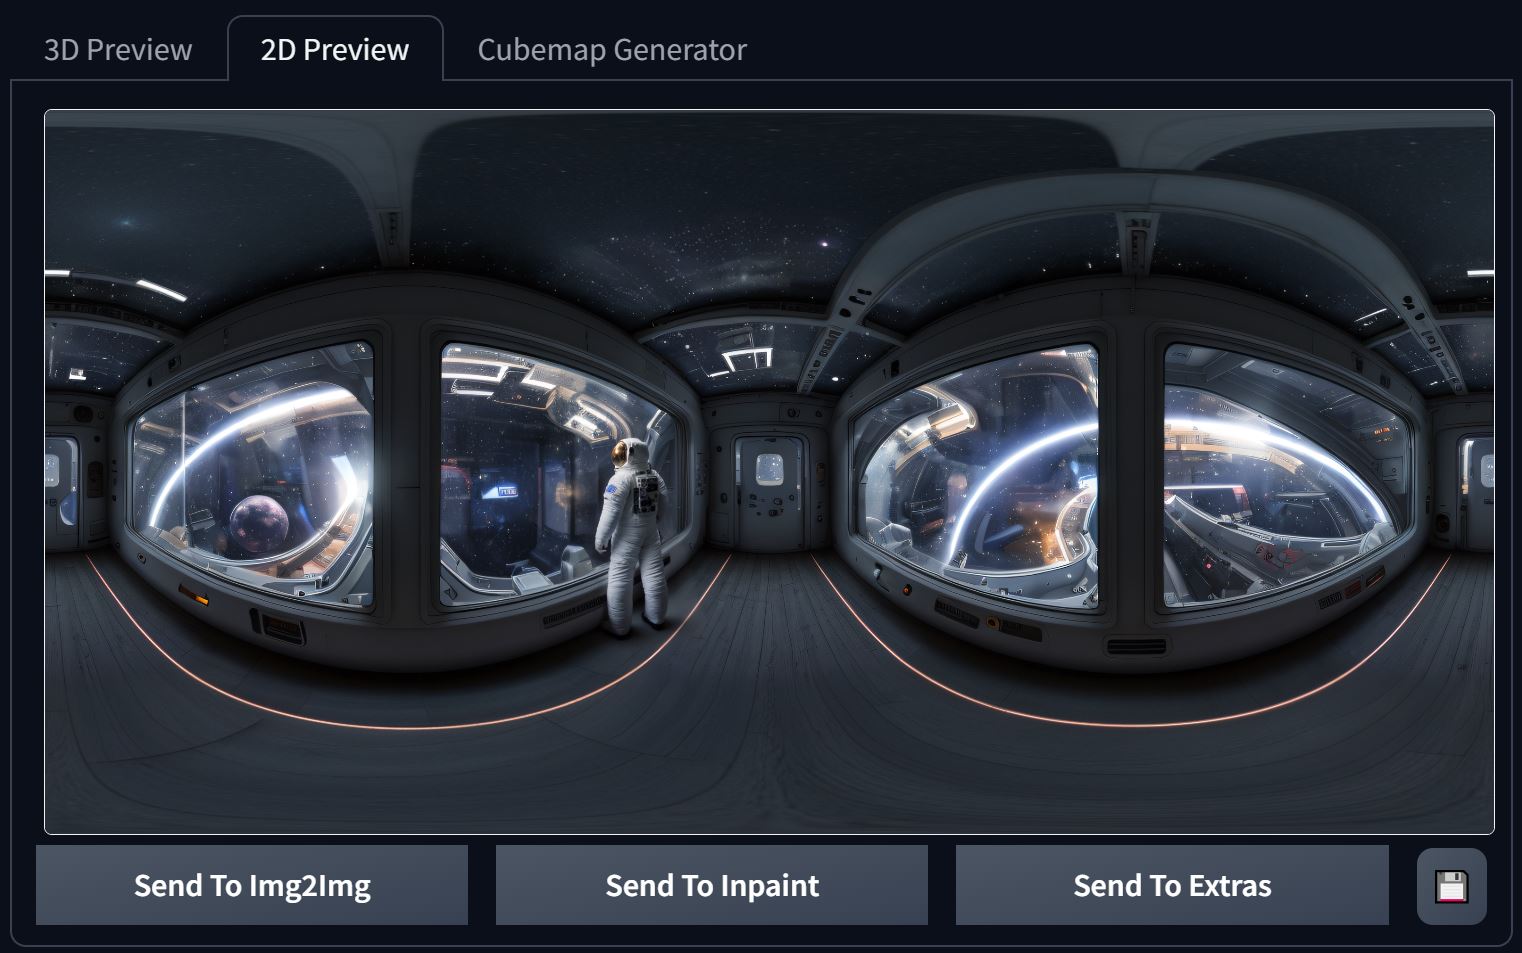 3D Preview
2D Preview
Cubemap Generator
Send To Img2Img
Send To Inpaint
Send To Extras